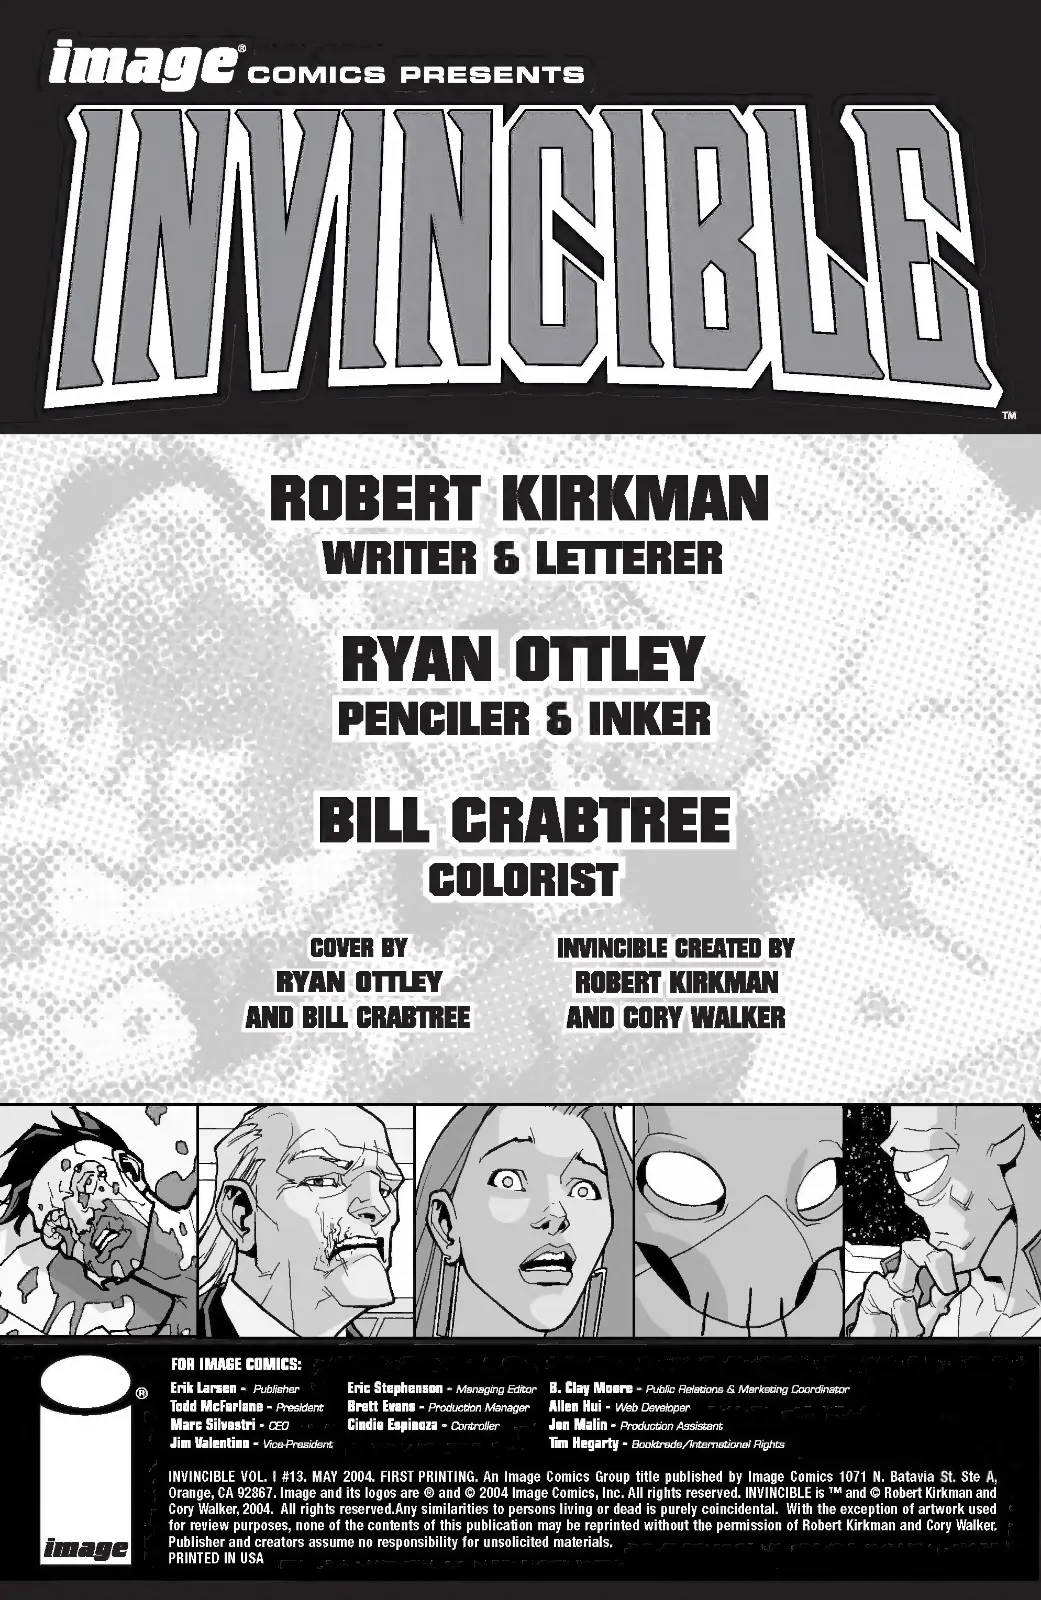 image® COMICS PRESENTS
INVINCIBLE
TM
ROBERT KIRKMAN
WRITER & LETTERER
RYAN OTTLEY
PENCILER & INKER
BILL CRABTREE
COLORIST
COVER BY
RYAN OTTLEY
AND BILL CRABTREE
INVINCIBLE CREATED BY
ROBERT KIRKMAN
AND CORY WALKER
®
image
FOR IMAGE COMICS:
Erik Larsen - Publisher
Todd McFarlane - President
Marc Silvestri - CEO
Jim Valentino - Vice-President
Eric Stephenson - Managing Editor
Brett Evans - Production Manager
Cindie Espinoza - Controller
B. Clay Moore - Public Relations & Marketing Coordinator
Allen Hui - Web Developer
Jon Malin - Production Assistant
Tim Hegarty - Booktrade/International Rights
INVINCIBLE VOL. I #13. MAY 2004. FIRST PRINTING. An Image Comics Group title published by Image Comics 1071 N. Batavia St. Ste A,
Orange, CA 92867. Image and its logos are ® and © 2004 Image Comics, Inc. All rights reserved. INVINCIBLE is ™ and © Robert Kirkman and
Cory Walker, 2004. All rights reserved.Any similarities to persons living or dead is purely coincidental. With the exception of artwork used
for review purposes, none of the contents of this publication may be reprinted without the permission of Robert Kirkman and Cory Walker.
Publisher and creators assume no responsibility for unsolicited materials.
PRINTED IN USA